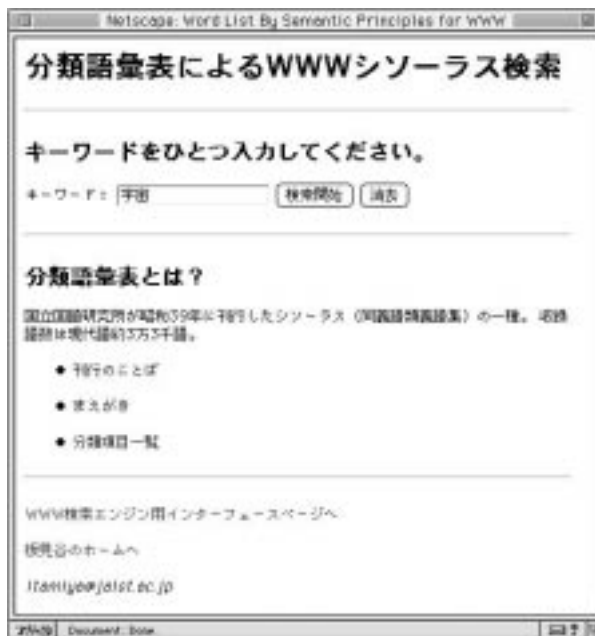 Netscape: Word List By Semantic Principles for WWW
分類語彙表によるWWWシソーラス検索
キーワードをひとつ入力してください。
キーワード: 宇宙 検索開始 消去
分類語彙表とは？
国立国語研究所が昭和39年に刊行したシソーラス（同義語類義語集）の一種。 収録
語数は現代語約3万3千語。
● 刊行のことば
● まえがき
● 分類項目一覧
WWW検索エンジン用インターフェースページへ
板見谷のホームへ
itamiya@jaist.ac.jp
Document: Done.